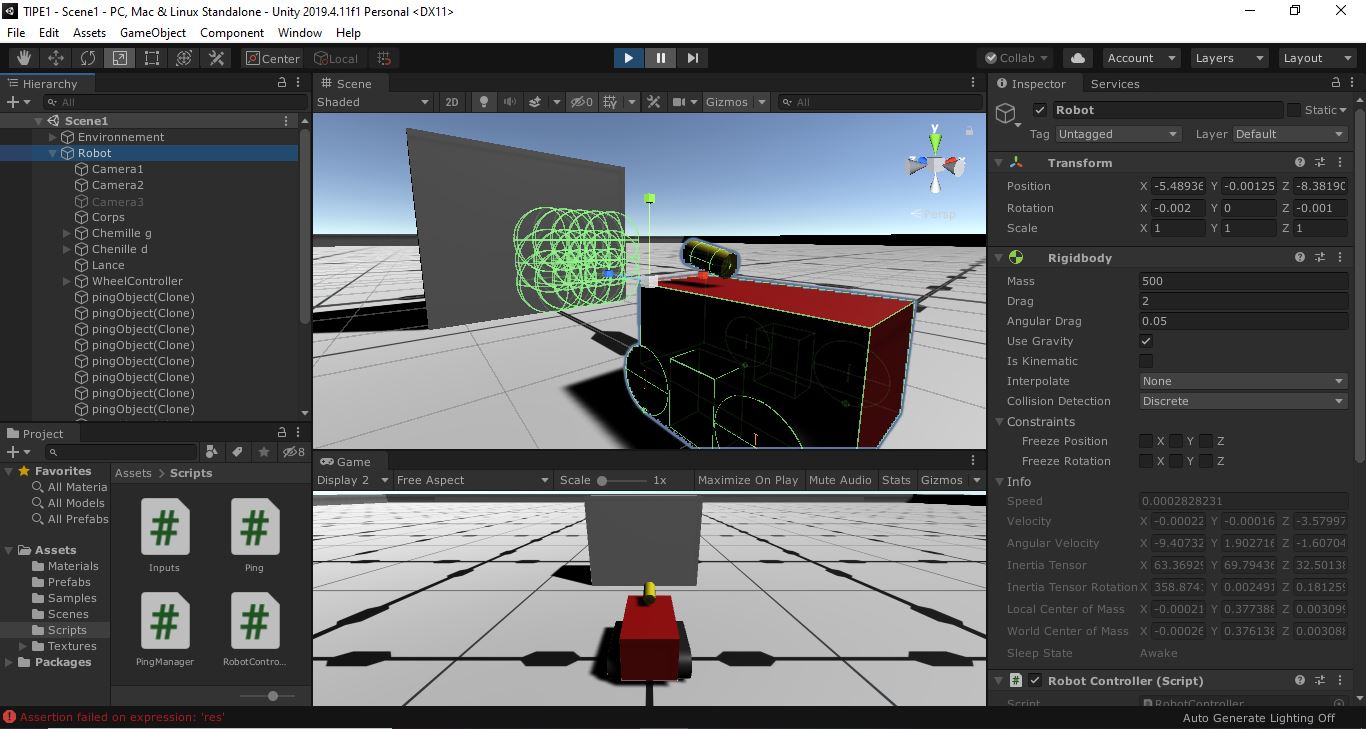 TIPE1 - Scene1 - PC, Mac & Linux Standalone - Unity 2019.4.11f1 Personal <DX11>
File Edit Assets GameObject Component Window Help
Center Local Collab Account Layers Layout
Hierarchy
All
Scene1
Environnement
Robot
Camera1
Camera2
Camera3
Corps
Chemille g
Chenille d
Lance
WheelController
pingObject(Clone)
pingObject(Clone)
pingObject(Clone)
pingObject(Clone)
pingObject(Clone)
pingObject(Clone)
pingObject(Clone)
pingObject(Clone)
Scene
Shaded 2D 0 Gizmos All
y
x
Persp
Game
Display 2 Free Aspect Scale 1x Maximize On Play Mute Audio Stats Gizmos
Project
8
Favorites
All Materia
All Models
All Prefabs
Assets
Materials
Prefabs
Samples
Scenes
Scripts
Textures
Packages
Assets > Scripts
Inputs
Ping
PingManager
RobotContro...
Inspector Services
Robot Static
Tag Untagged Layer Default
Transform
Position X -5.48936 Y -0.00125 Z -8.38190
Rotation X -0.002 Y 0 Z -0.001
Scale X 1 Y 1 Z 1
Rigidbody
Mass 500
Drag 2
Angular Drag 0.05
Use Gravity
Is Kinematic
Interpolate None
Collision Detection Discrete
Constraints
Freeze Position X Y Z
Freeze Rotation X Y Z
Info
Speed 0.0002828231
Velocity X -0.00022 Y -0.00016 Z -3.57997
Angular Velocity X -9.40732 Y 1.902716 Z -1.60704
Inertia Tensor X 63.36929 Y 69.79436 Z 32.50138
Inertia Tensor Rotation X 358.874 Y 0.002491 Z 0.181259
Local Center of Mass X -0.00021 Y 0.377388 Z 0.003099
World Center of Mass X -0.00026 Y 0.376138 Z 0.003088
Sleep State Awake
Robot Controller (Script)
Script RobotController
Assertion failed on expression: 'res'
Auto Generate Lighting Off